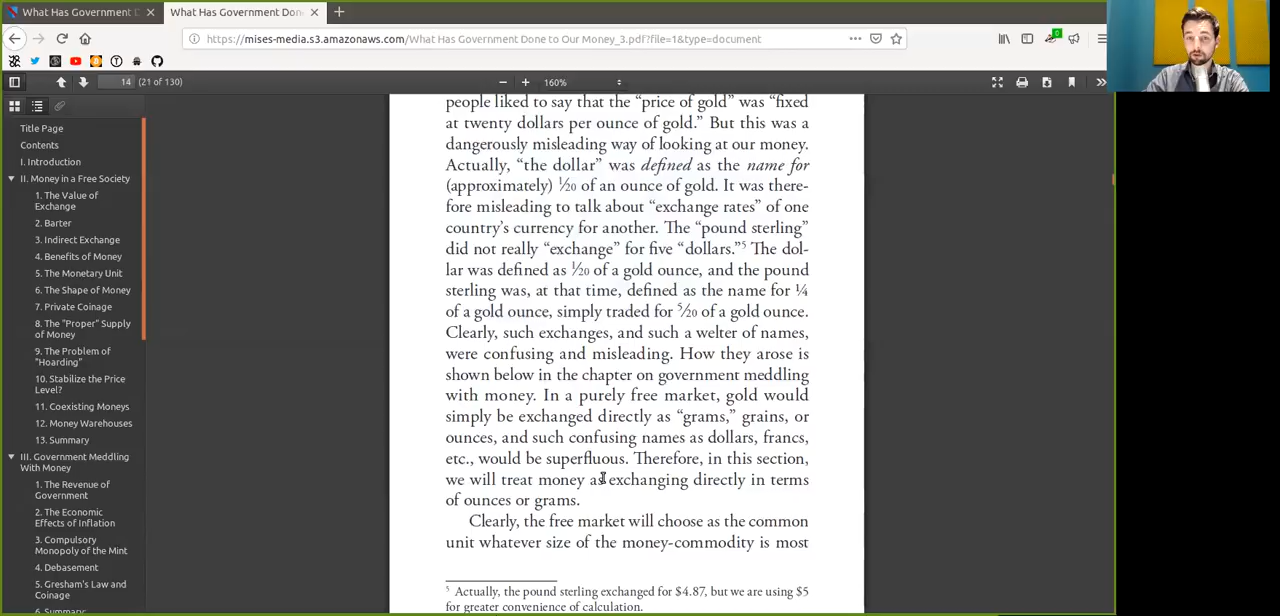 What Has Government D
What Has Government Don
https://mises-media.s3.amazonaws.com/What Has Government Done to Our Money_3.pdf?file=1&type=document
0
14
(21 of 130)
160%
Title Page
Contents
I. Introduction
II. Money in a Free Society
1. The Value of
Exchange
2. Barter
3. Indirect Exchange
4. Benefits of Money
5. The Monetary Unit
6. The Shape of Money
7. Private Coinage
8. The "Proper" Supply
of Money
9. The Problem of
"Hoarding"
10. Stabilize the Price
Level?
11. Coexisting Moneys
12. Money Warehouses
13. Summary
III. Government Meddling
With Money
1. The Revenue of
Government
2. The Economic
Effects of Inflation
3. Compulsory
Monopoly of the Mint
4. Debasement
5. Gresham's Law and
Coinage
6. Summary:
people liked to say that the “price of gold” was “fixed
at twenty dollars per ounce of gold.” But this was a
dangerously misleading way of looking at our money.
Actually, “the dollar” was defined as the name for
(approximately) 1/20 of an ounce of gold. It was there-
fore misleading to talk about “exchange rates” of one
country’s currency for another. The “pound sterling”
did not really “exchange” for five “dollars.”5 The dol-
lar was defined as 1/20 of a gold ounce, and the pound
sterling was, at that time, defined as the name for ¼
of a gold ounce, simply traded for 5/20 of a gold ounce.
Clearly, such exchanges, and such a welter of names,
were confusing and misleading. How they arose is
shown below in the chapter on government meddling
with money. In a purely free market, gold would
simply be exchanged directly as “grams,” grains, or
ounces, and such confusing names as dollars, francs,
etc., would be superfluous. Therefore, in this section,
we will treat money as exchanging directly in terms
of ounces or grams.
Clearly, the free market will choose as the common
unit whatever size of the money-commodity is most
5 Actually, the pound sterling exchanged for $4.87, but we are using $5
for greater convenience of calculation.